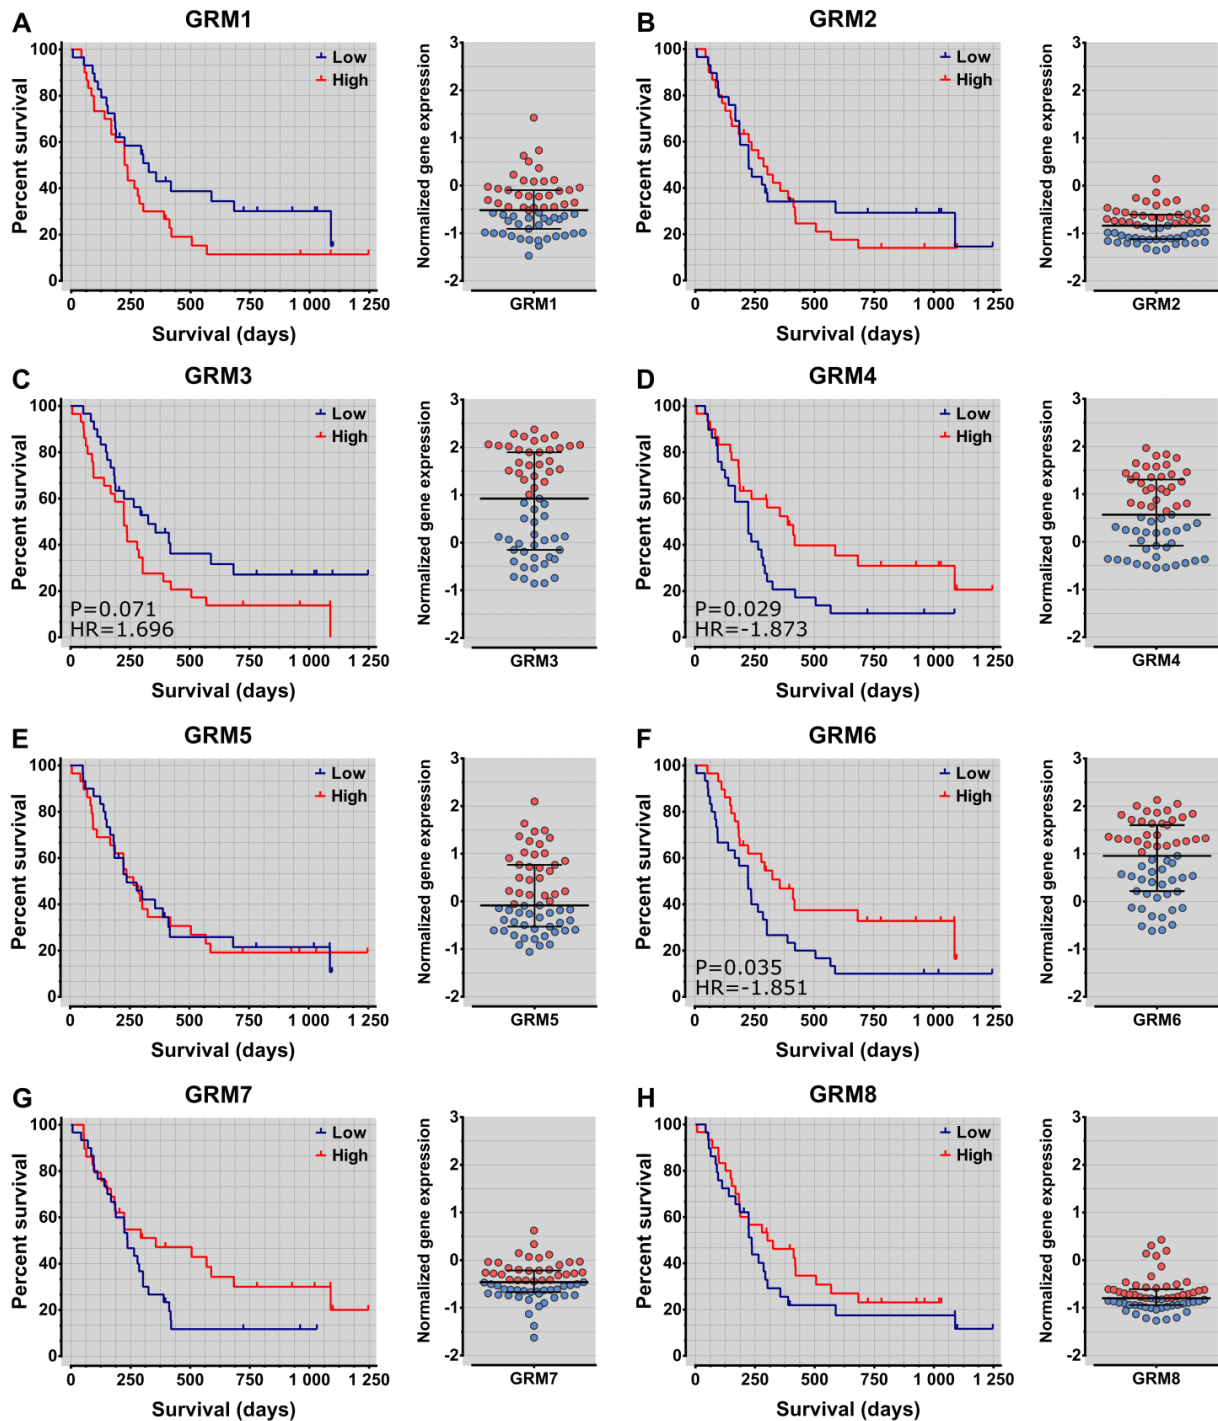 A
GRM1
Percent survival
100
80
60
40
20
0
Low
High
0 250 500 750 1 000 1 250
Survival (days)
Normalized gene expression
3
2
1
0
-1
-2
GRM1
B
GRM2
Percent survival
100
80
60
40
20
0
Low
High
0 250 500 750 1 000 1 250
Survival (days)
Normalized gene expression
3
2
1
0
-1
-2
GRM2
C
GRM3
Percent survival
100
80
60
40
20
0
Low
High
P=0.071
HR=1.696
0 250 500 750 1 000 1 250
Survival (days)
Normalized gene expression
3
2
1
0
-1
-2
GRM3
D
GRM4
Percent survival
100
80
60
40
20
0
Low
High
P=0.029
HR=-1.873
0 250 500 750 1 000 1 250
Survival (days)
Normalized gene expression
3
2
1
0
-1
-2
GRM4
E
GRM5
Percent survival
100
80
60
40
20
0
Low
High
0 250 500 750 1 000 1 250
Survival (days)
Normalized gene expression
3
2
1
0
-1
-2
GRM5
F
GRM6
Percent survival
100
80
60
40
20
0
Low
High
P=0.035
HR=-1.851
0 250 500 750 1 000 1 250
Survival (days)
Normalized gene expression
3
2
1
0
-1
-2
GRM6
G
GRM7
Percent survival
100
80
60
40
20
0
Low
High
0 250 500 750 1 000 1 250
Survival (days)
Normalized gene expression
3
2
1
0
-1
-2
GRM7
H
GRM8
Percent survival
100
80
60
40
20
0
Low
High
0 250 500 750 1 000 1 250
Survival (days)
Normalized gene expression
3
2
1
0
-1
-2
GRM8